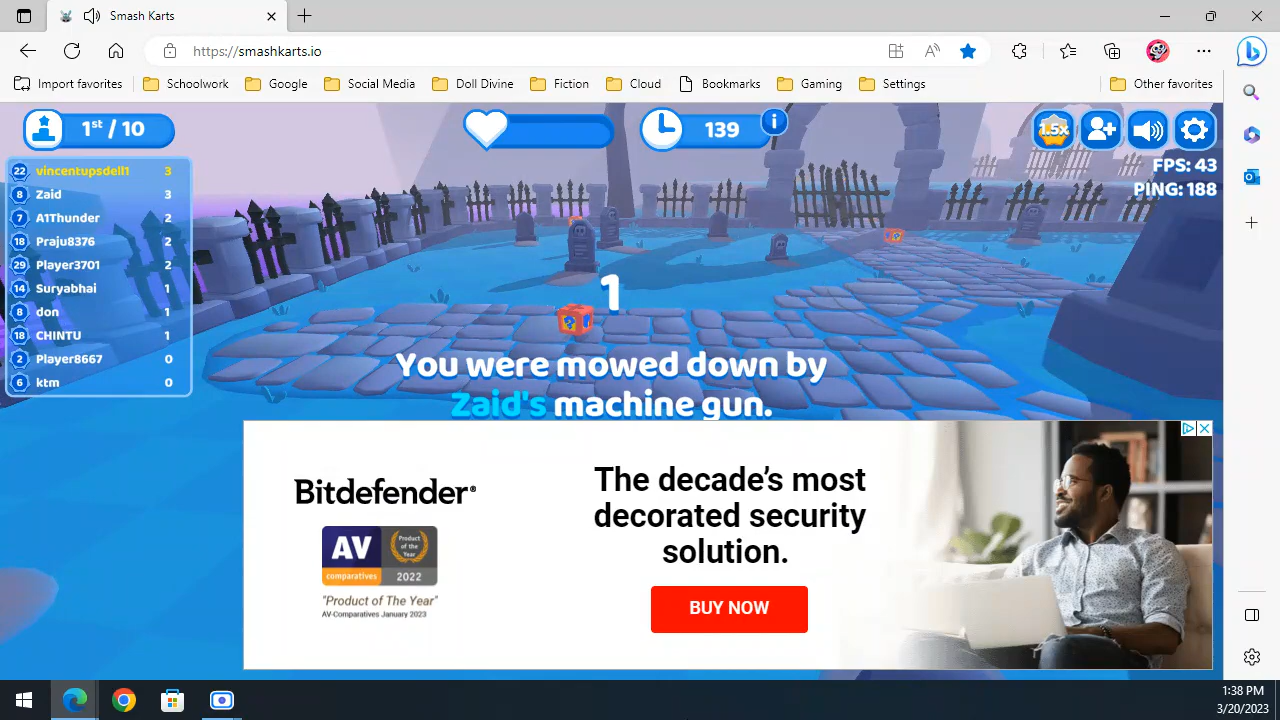 Smash Karts
https://smashkarts.io
Import favorites
Schoolwork
Google
Social Media
Doll Divine
Fiction
Cloud
Bookmarks
Gaming
Settings
Other favorites
1st / 10
139
i
1.5x
FPS: 43
PING: 188
22 vincentupsdell1 3
8 Zaid 3
7 A1Thunder 2
18 Praju8376 2
29 Player3701 2
14 Suryabhai 1
8 don 1
18 CHINTU 1
2 Player8667 0
6 ktm 0
1
You were mowed down by
Zaid's machine gun.
Bitdefender®
AV
comparatives
Product
of the
Year
2022
"Product of The Year"
AV-Comparatives January 2023
The decade's most
decorated security
solution.
BUY NOW
1:38 PM
3/20/2023